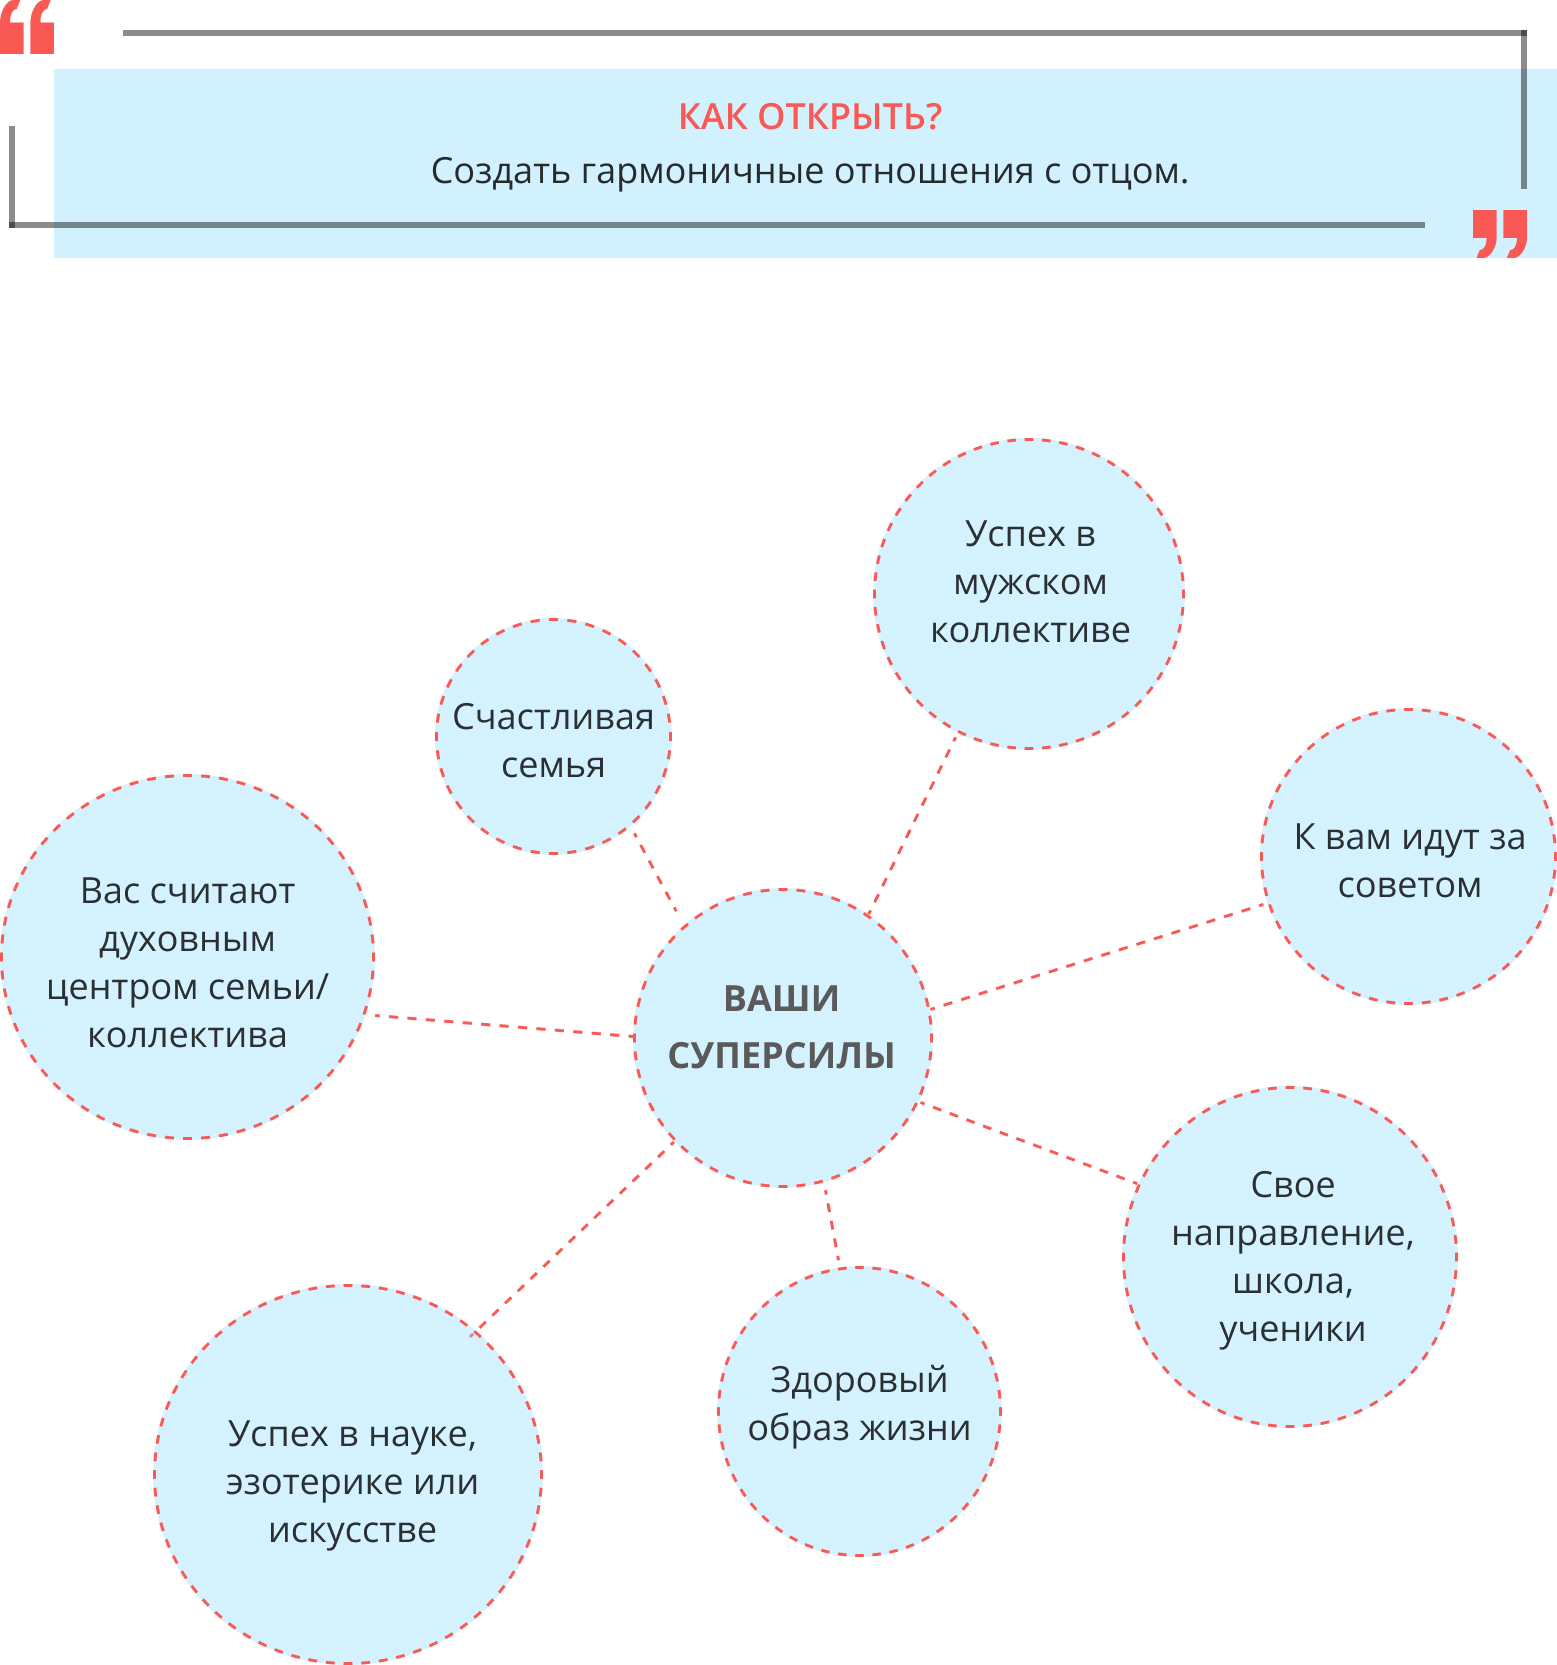 КАК ОТКРЫТЬ?
Создать гармоничные отношения с отцом.
Успех в
мужском
коллективе
Счастливая
семья
К вам идут за
советом
Вас считают
духовным
центром семьи/
коллектива
ВАШИ
СУПЕРСИЛЫ
Свое
направление,
школа,
ученики
Здоровый
образ жизни
Успех в науке,
эзотерике или
искусстве